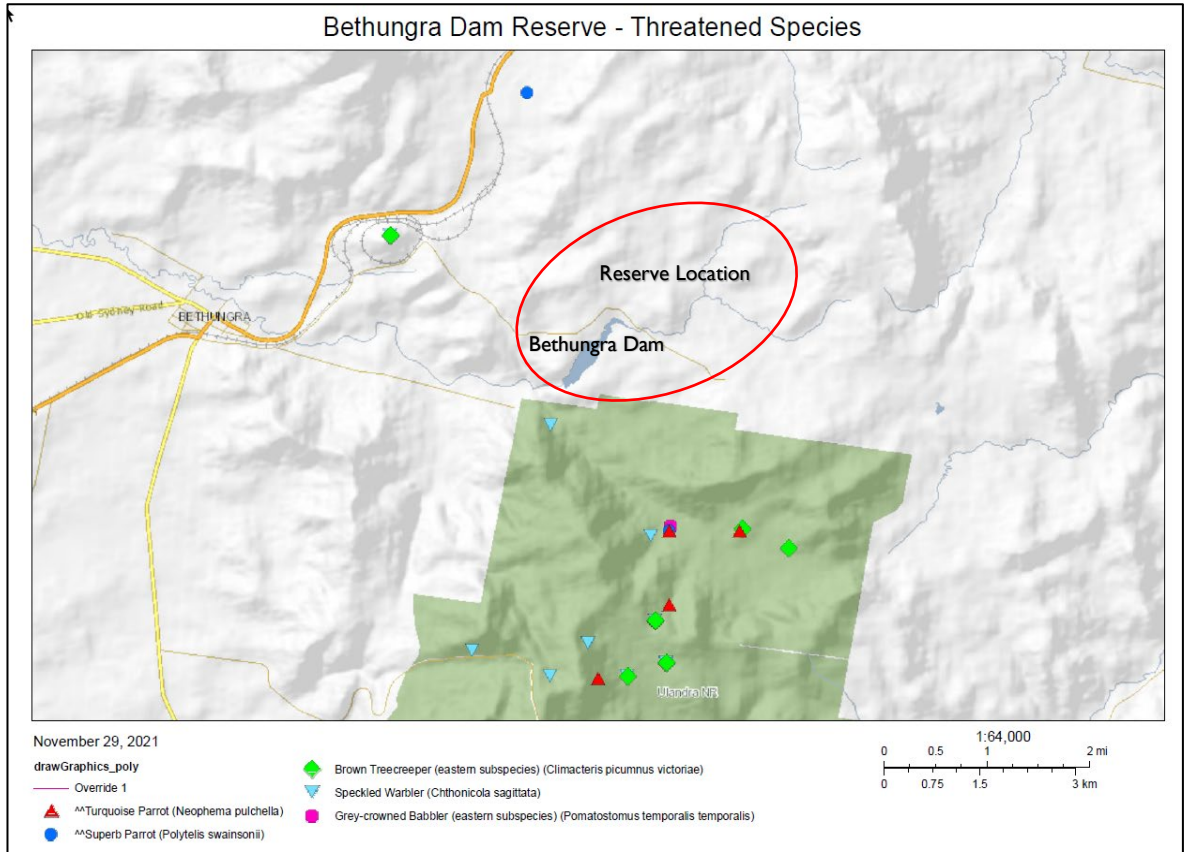 Bethungra Dam Reserve - Threatened Species
Reserve Location
Old Sydney Road
BETHUNGRA
Bethungra Dam
Ulandra NR
November 29, 2021
drawGraphics_poly
Override 1
^^Turquoise Parrot (Neophema pulchella)
^^Superb Parrot (Polytelis swainsonii)
Brown Treecreeper (eastern subspecies) (Climacteris picumnus victoriae)
Speckled Warbler (Chthonicola sagittata)
Grey-crowned Babbler (eastern subspecies) (Pomatostomus temporalis temporalis)
1:64,000
0 0.5 1 2 mi
0 0.75 1.5 3 km